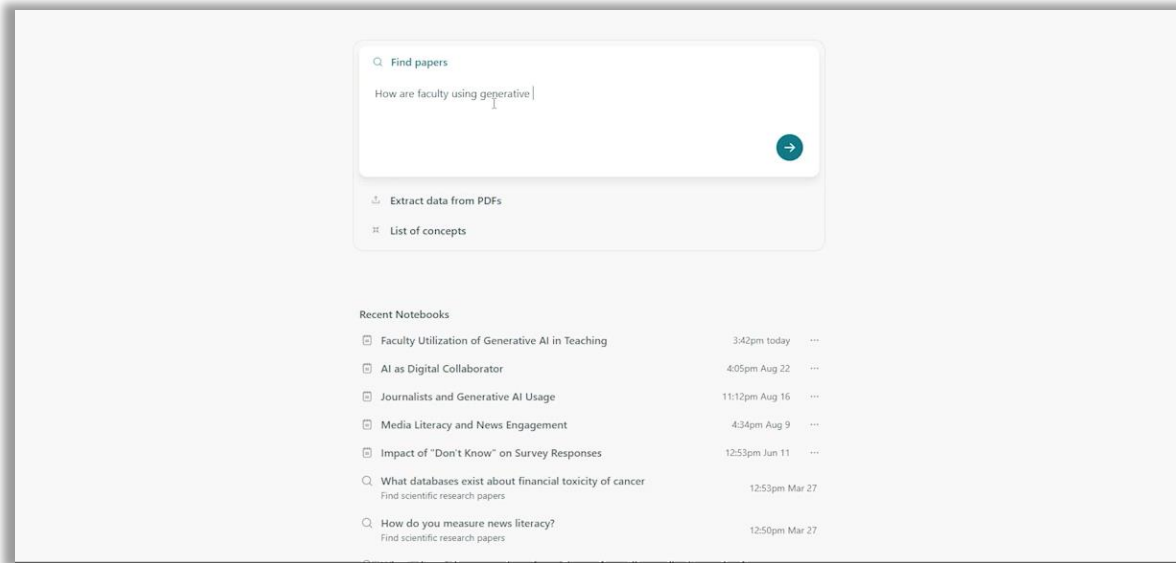 Find papers
How are faculty using generative
Extract data from PDFs
List of concepts
Recent Notebooks
Faculty Utilization of Generative AI in Teaching 3:42pm today ...
AI as Digital Collaborator 4:05pm Aug 22 ...
Journalists and Generative AI Usage 11:12pm Aug 16 ...
Media Literacy and News Engagement 4:34pm Aug 9 ...
Impact of "Don't Know" on Survey Responses 12:53pm Jun 11 ...
What databases exist about financial toxicity of cancer 12:53pm Mar 27
Find scientific research papers
How do you measure news literacy? 12:50pm Mar 27
Find scientific research papers